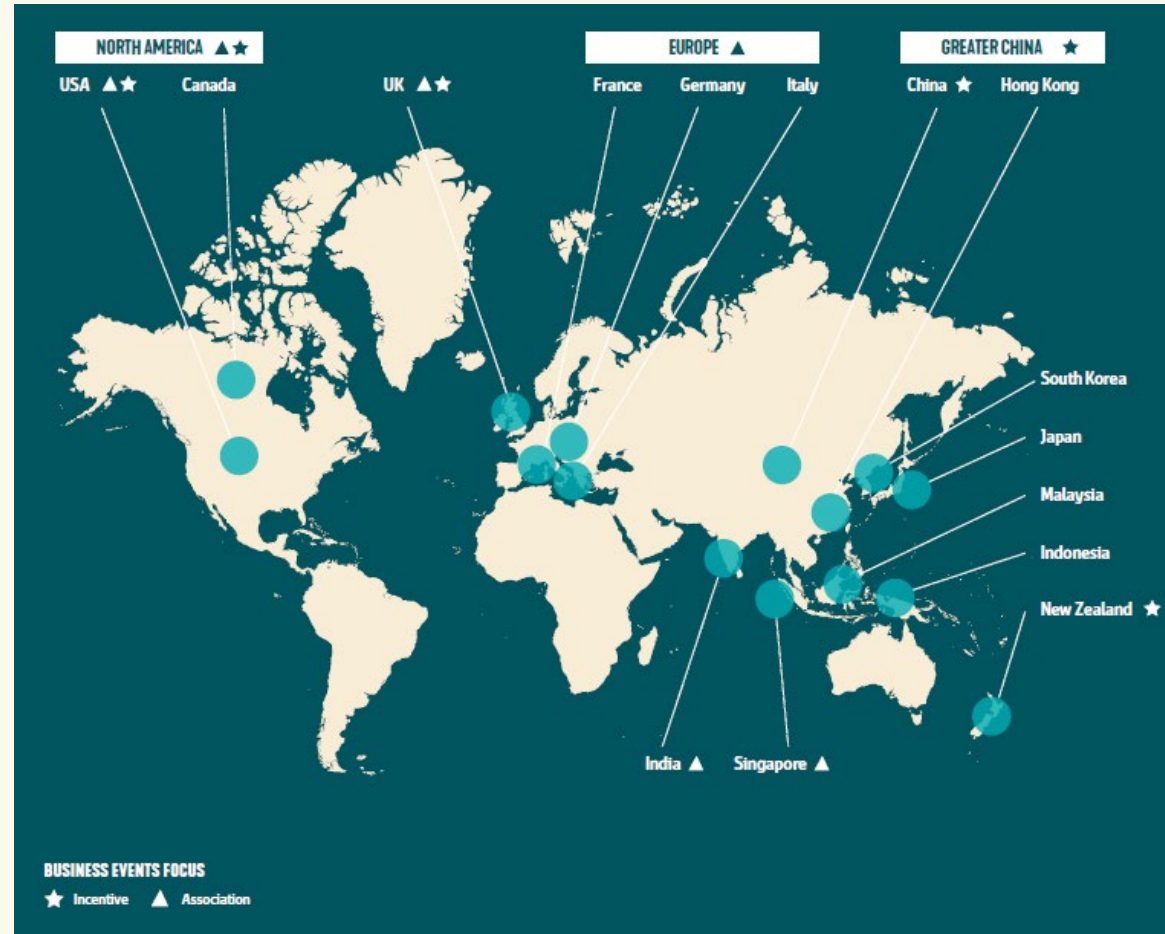 NORTH AMERICA ▲★
EUROPE ▲
GREATER CHINA ★
USA ▲★
Canada
UK ▲★
France
Germany
Italy
China ★
Hong Kong
South Korea
Japan
Malaysia
Indonesia
New Zealand ★
India ▲
Singapore ▲
BUSINESS EVENTS FOCUS
★ Incentive ▲ Association